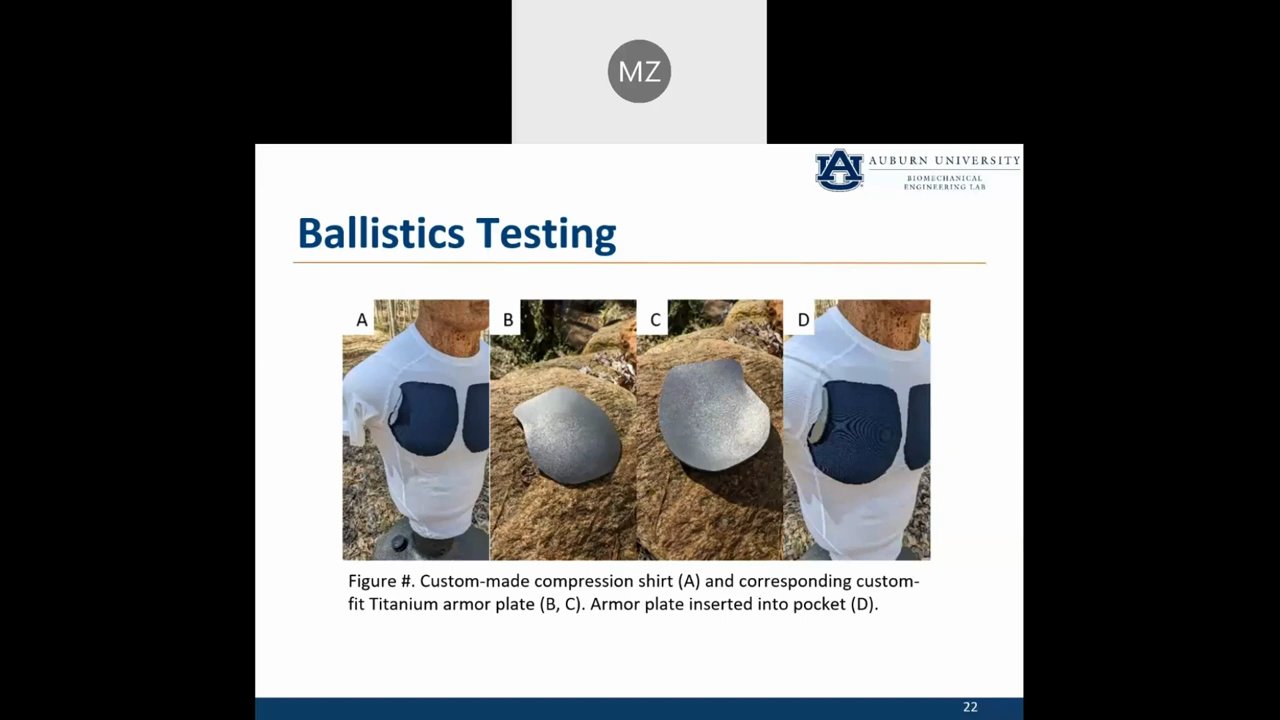 MZ
AUBURN UNIVERSITY
BIOMECHANICAL
ENGINEERING LAB
Ballistics Testing
A
B
C
D
Figure #. Custom-made compression shirt (A) and corresponding custom-
fit Titanium armor plate (B, C). Armor plate inserted into pocket (D).
22